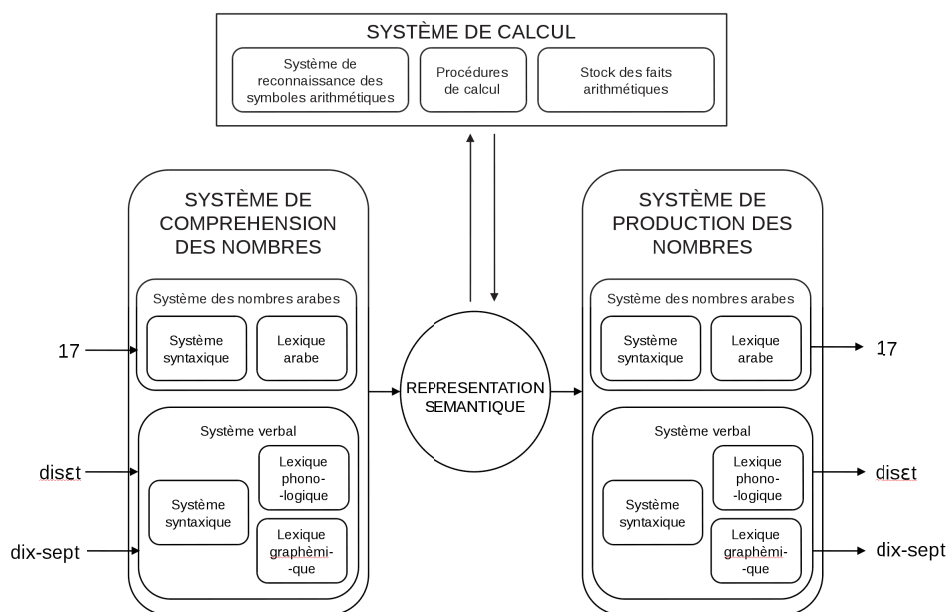 SYSTÈME DE CALCUL
Système de
reconnaissance des
symboles arithmétiques
Procédures
de calcul
Stock des faits
arithmétiques
SYSTÈME DE
COMPREHENSION
DES NOMBRES
Système des nombres arabes
Système
syntaxique
Lexique
arabe
17
disɛt
dix-sept
Système verbal
Système
syntaxique
Lexique
phono-
-logique
Lexique
graphèmi-
-que
REPRESENTATION
SEMANTIQUE
SYSTÈME DE
PRODUCTION DES
NOMBRES
Système des nombres arabes
Système
syntaxique
Lexique
arabe
Système verbal
Système
syntaxique
Lexique
phono-
-logique
Lexique
graphèmi-
-que
17
disɛt
dix-sept